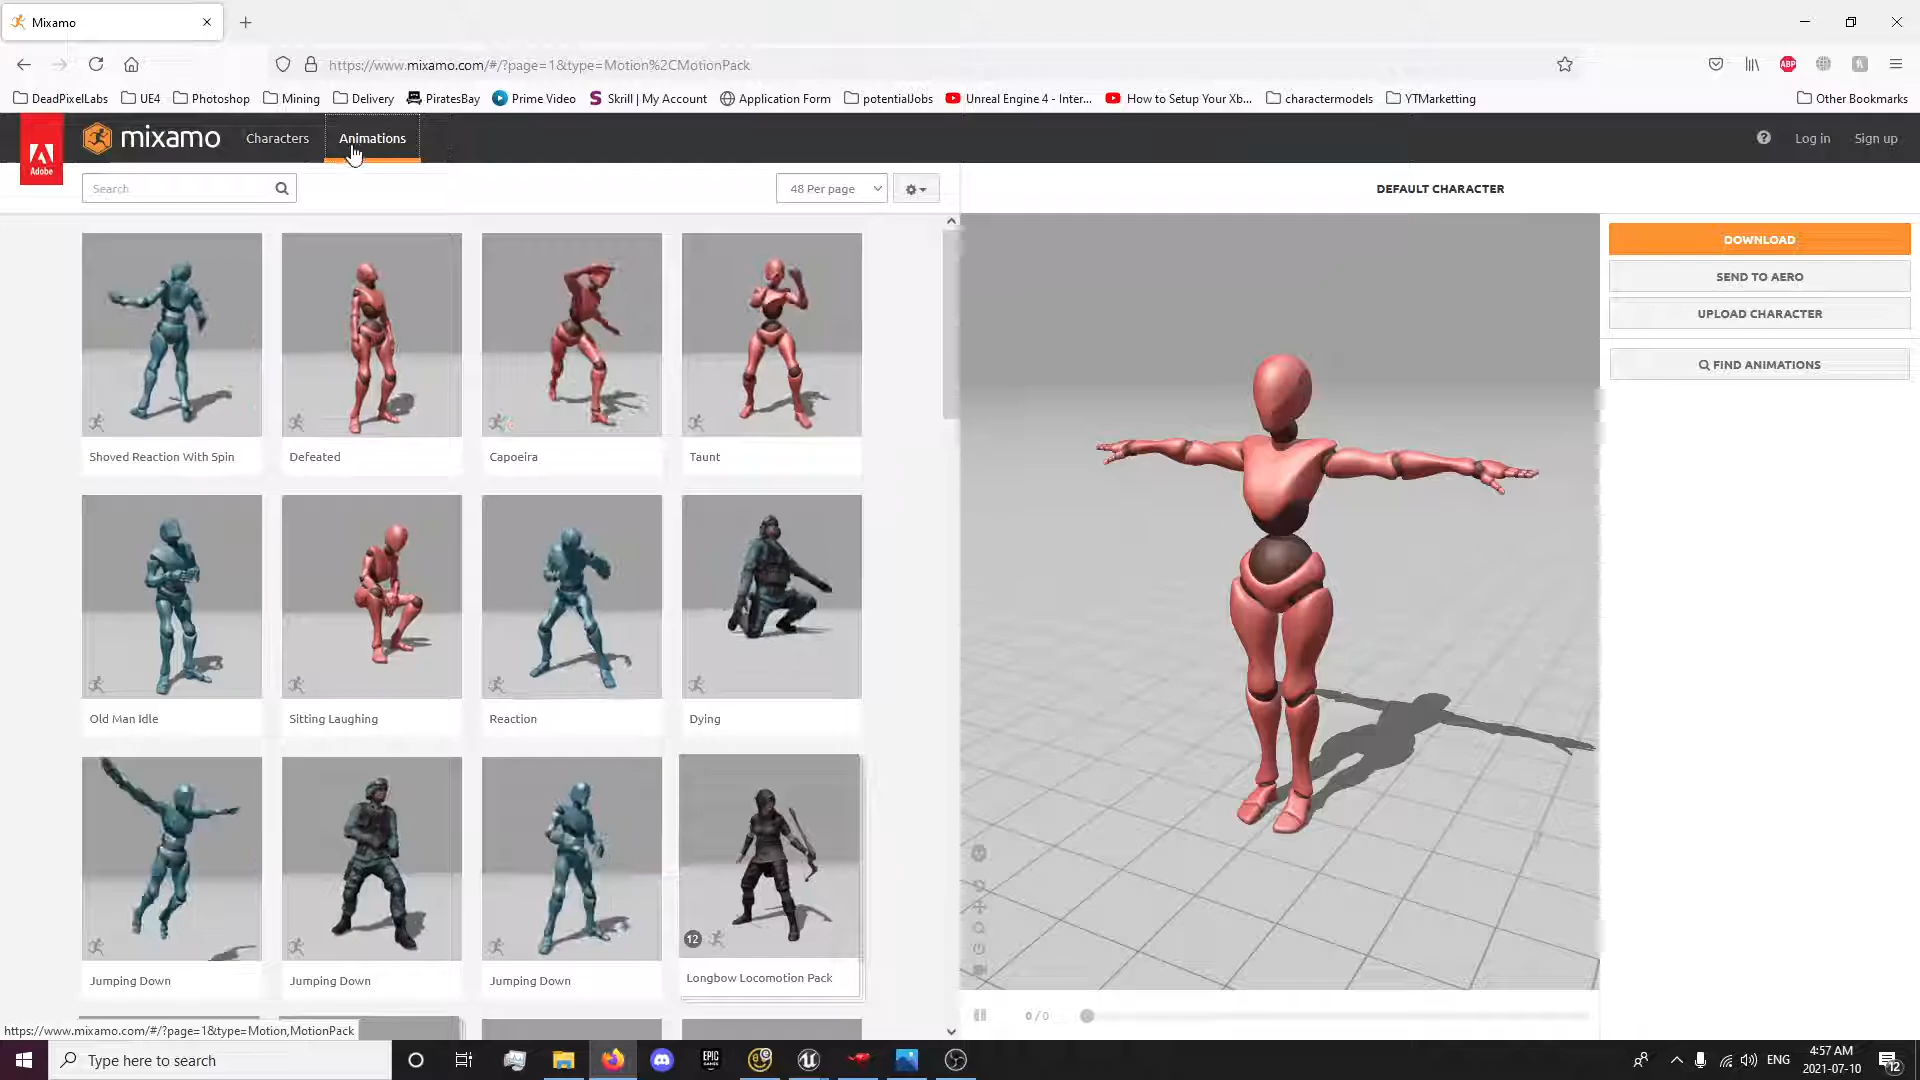 Mixamo
https://www.mixamo.com/#/?page=1&type=Motion%2CMotionPack
ABP
DeadPixelLabs UE4 Photoshop Mining Delivery PiratesBay Prime Video Skrill | My Account Application Form potentialJobs Unreal Engine 4 - Inter... How to Setup Your Xb... charactermodels YTMarketting Other Bookmarks
Adobe
mixamo Characters Animations Log in Sign up
Search 48 Per page DEFAULT CHARACTER
DOWNLOAD
SEND TO AERO
UPLOAD CHARACTER
FIND ANIMATIONS
Shoved Reaction With Spin Defeated Capoeira Taunt
Old Man Idle Sitting Laughing Reaction Dying
12
Jumping Down Jumping Down Jumping Down Longbow Locomotion Pack
0 / 0
https://www.mixamo.com/#/?page=1&type=Motion,MotionPack
Type here to search
EPIC
GAMES
ENG
4:57 AM
2021-07-10
12